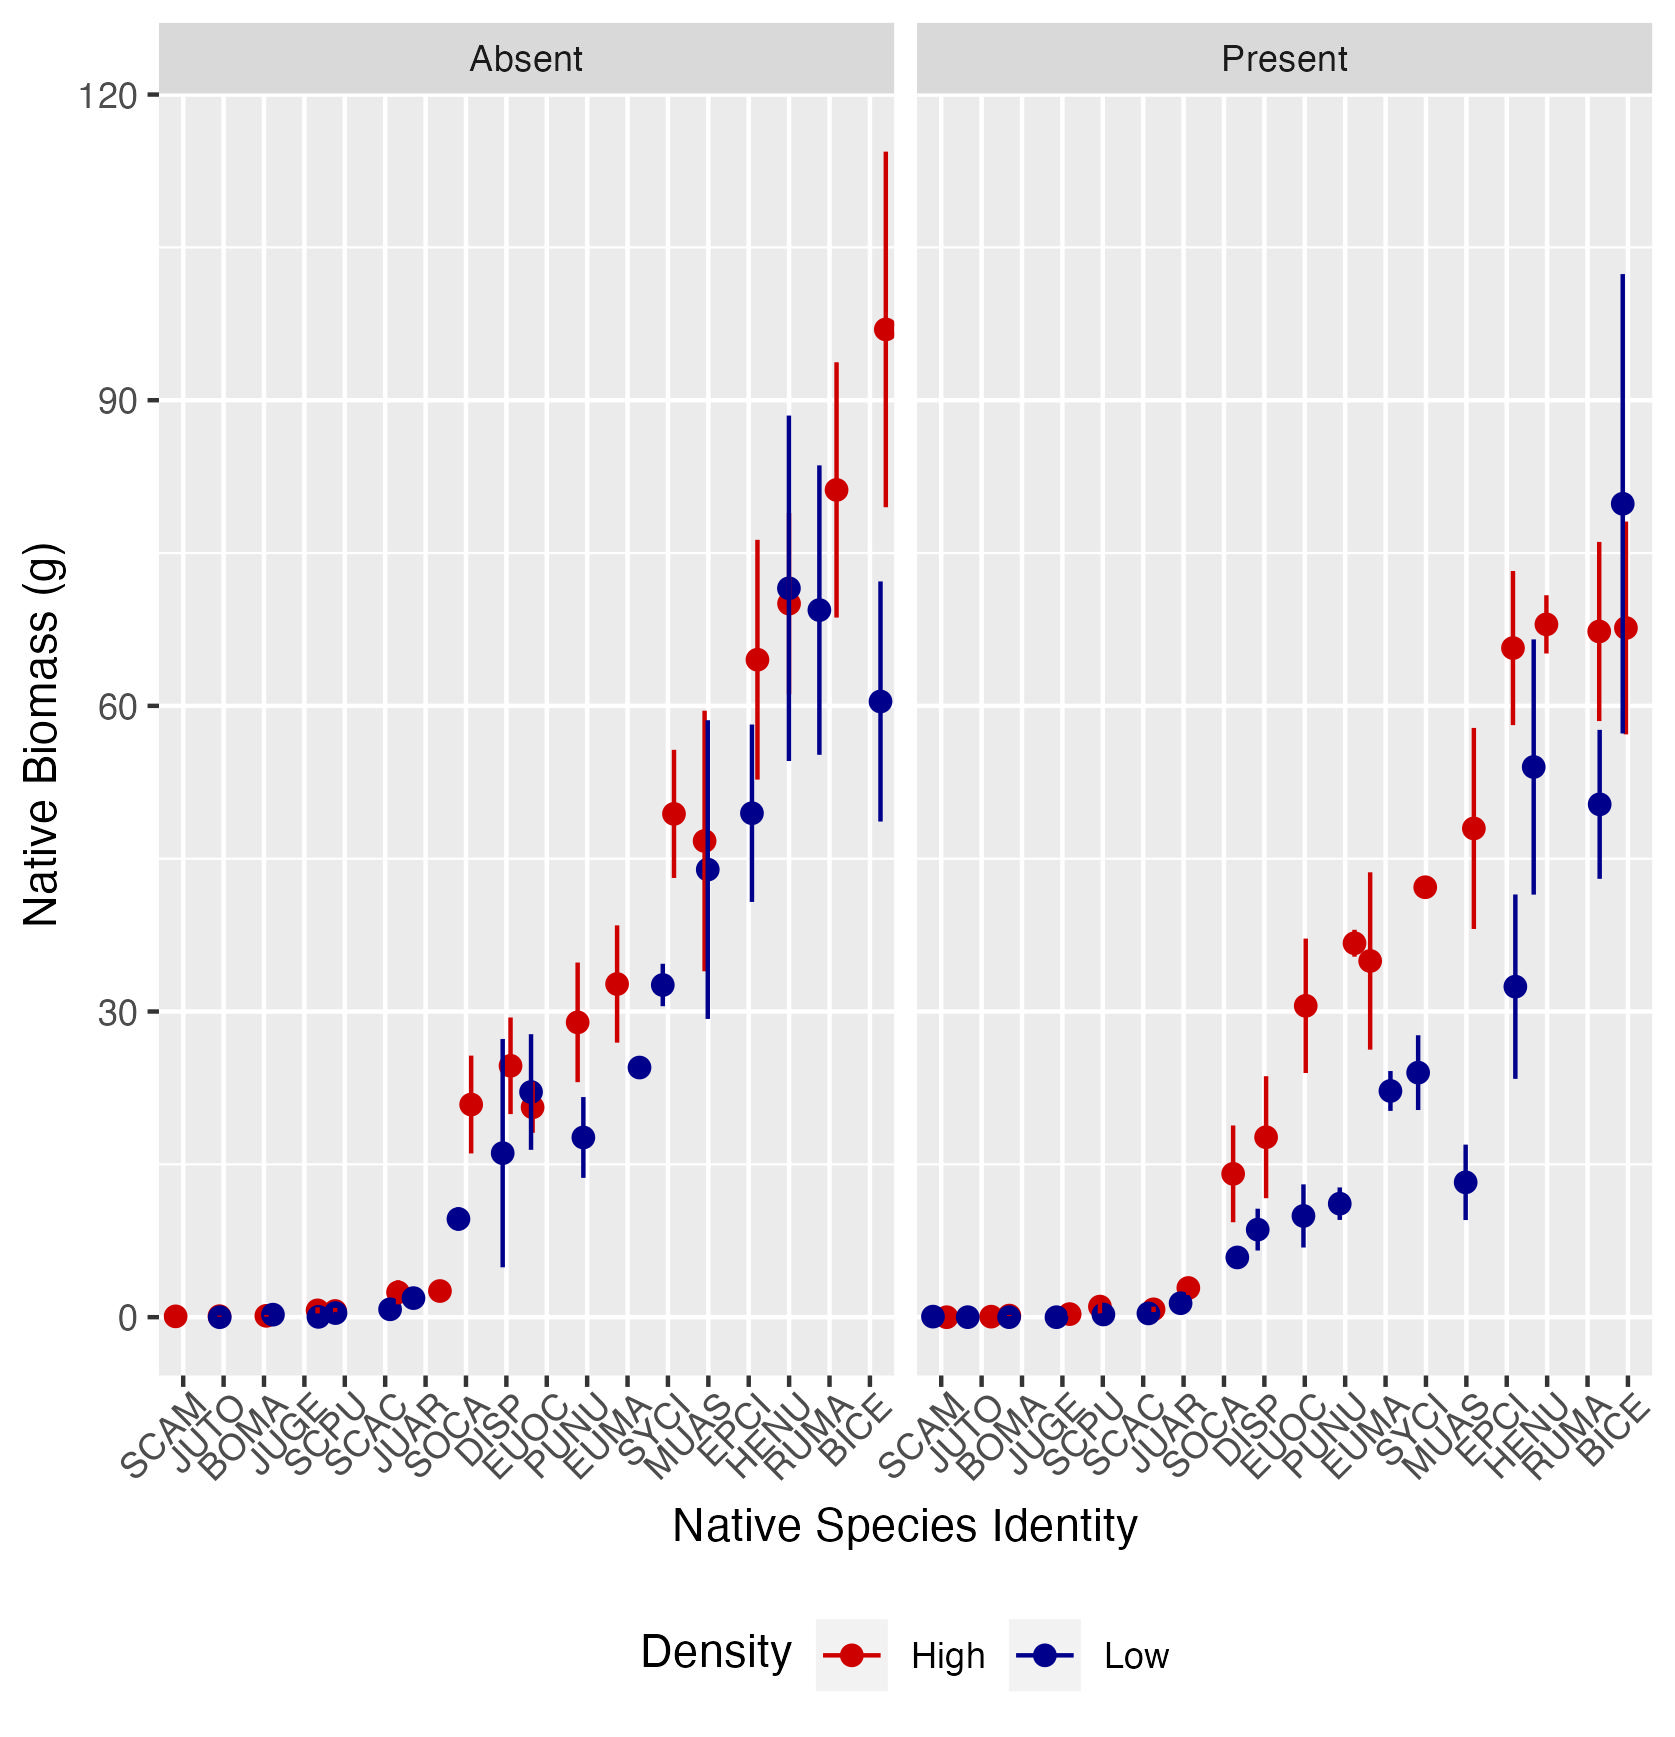 Absent
Present
120
90
60
30
0
Native Biomass (g)
SCAM JUTO BOMA JUGE SCPU SCAC JUAR SOCA DISP EUOC PUNU EUMA SYCI MUAS EPCI HENU RUMA BICE
SCAM JUTO BOMA JUGE SCPU SCAC JUAR SOCA DISP EUOC PUNU EUMA SYCI MUAS EPCI HENU RUMA BICE
Native Species Identity
Density High Low